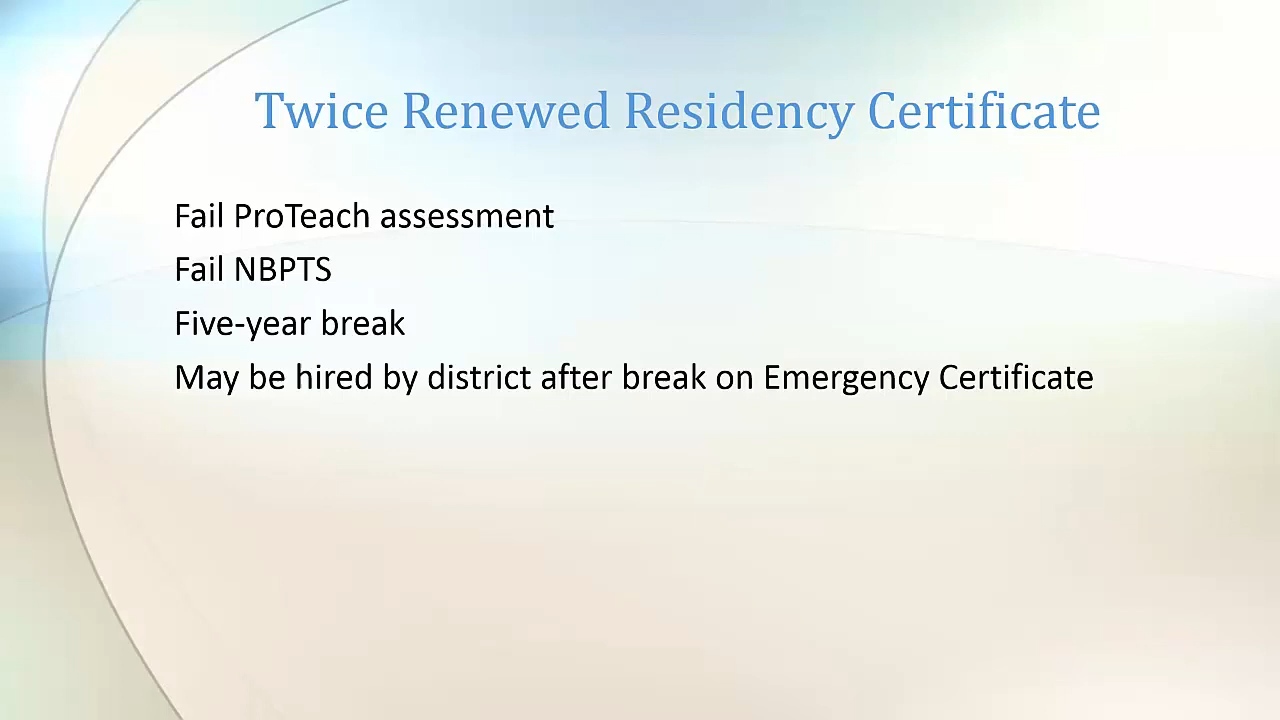 Twice Renewed Residency Certificate
Fail ProTeach assessment
Fail NBPTS
Five-year break
May be hired by district after break on Emergency Certificate